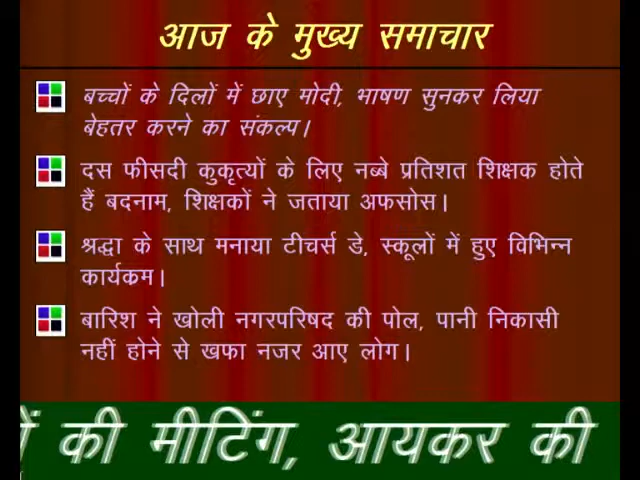 आज के मुख्य समाचार
बच्चों के दिलों में छाए मोदी, भाषण सुनकर लिया
बेहतर करने का संकल्प।
दस फीसदी कुकृत्यों के लिए नब्बे प्रतिशत शिक्षक होते
हैं बदनाम, शिक्षकों ने जताया अफसोस।
श्रद्धा के साथ मनाया टीचर्स डे, स्कूलों में हुए विभिन्न
कार्यक्रम।
बारिश ने खोली नगरपरिषद की पोल, पानी निकासी
नहीं होने से खफा नजर आए लोग।
की मीटिंग, आयकर की